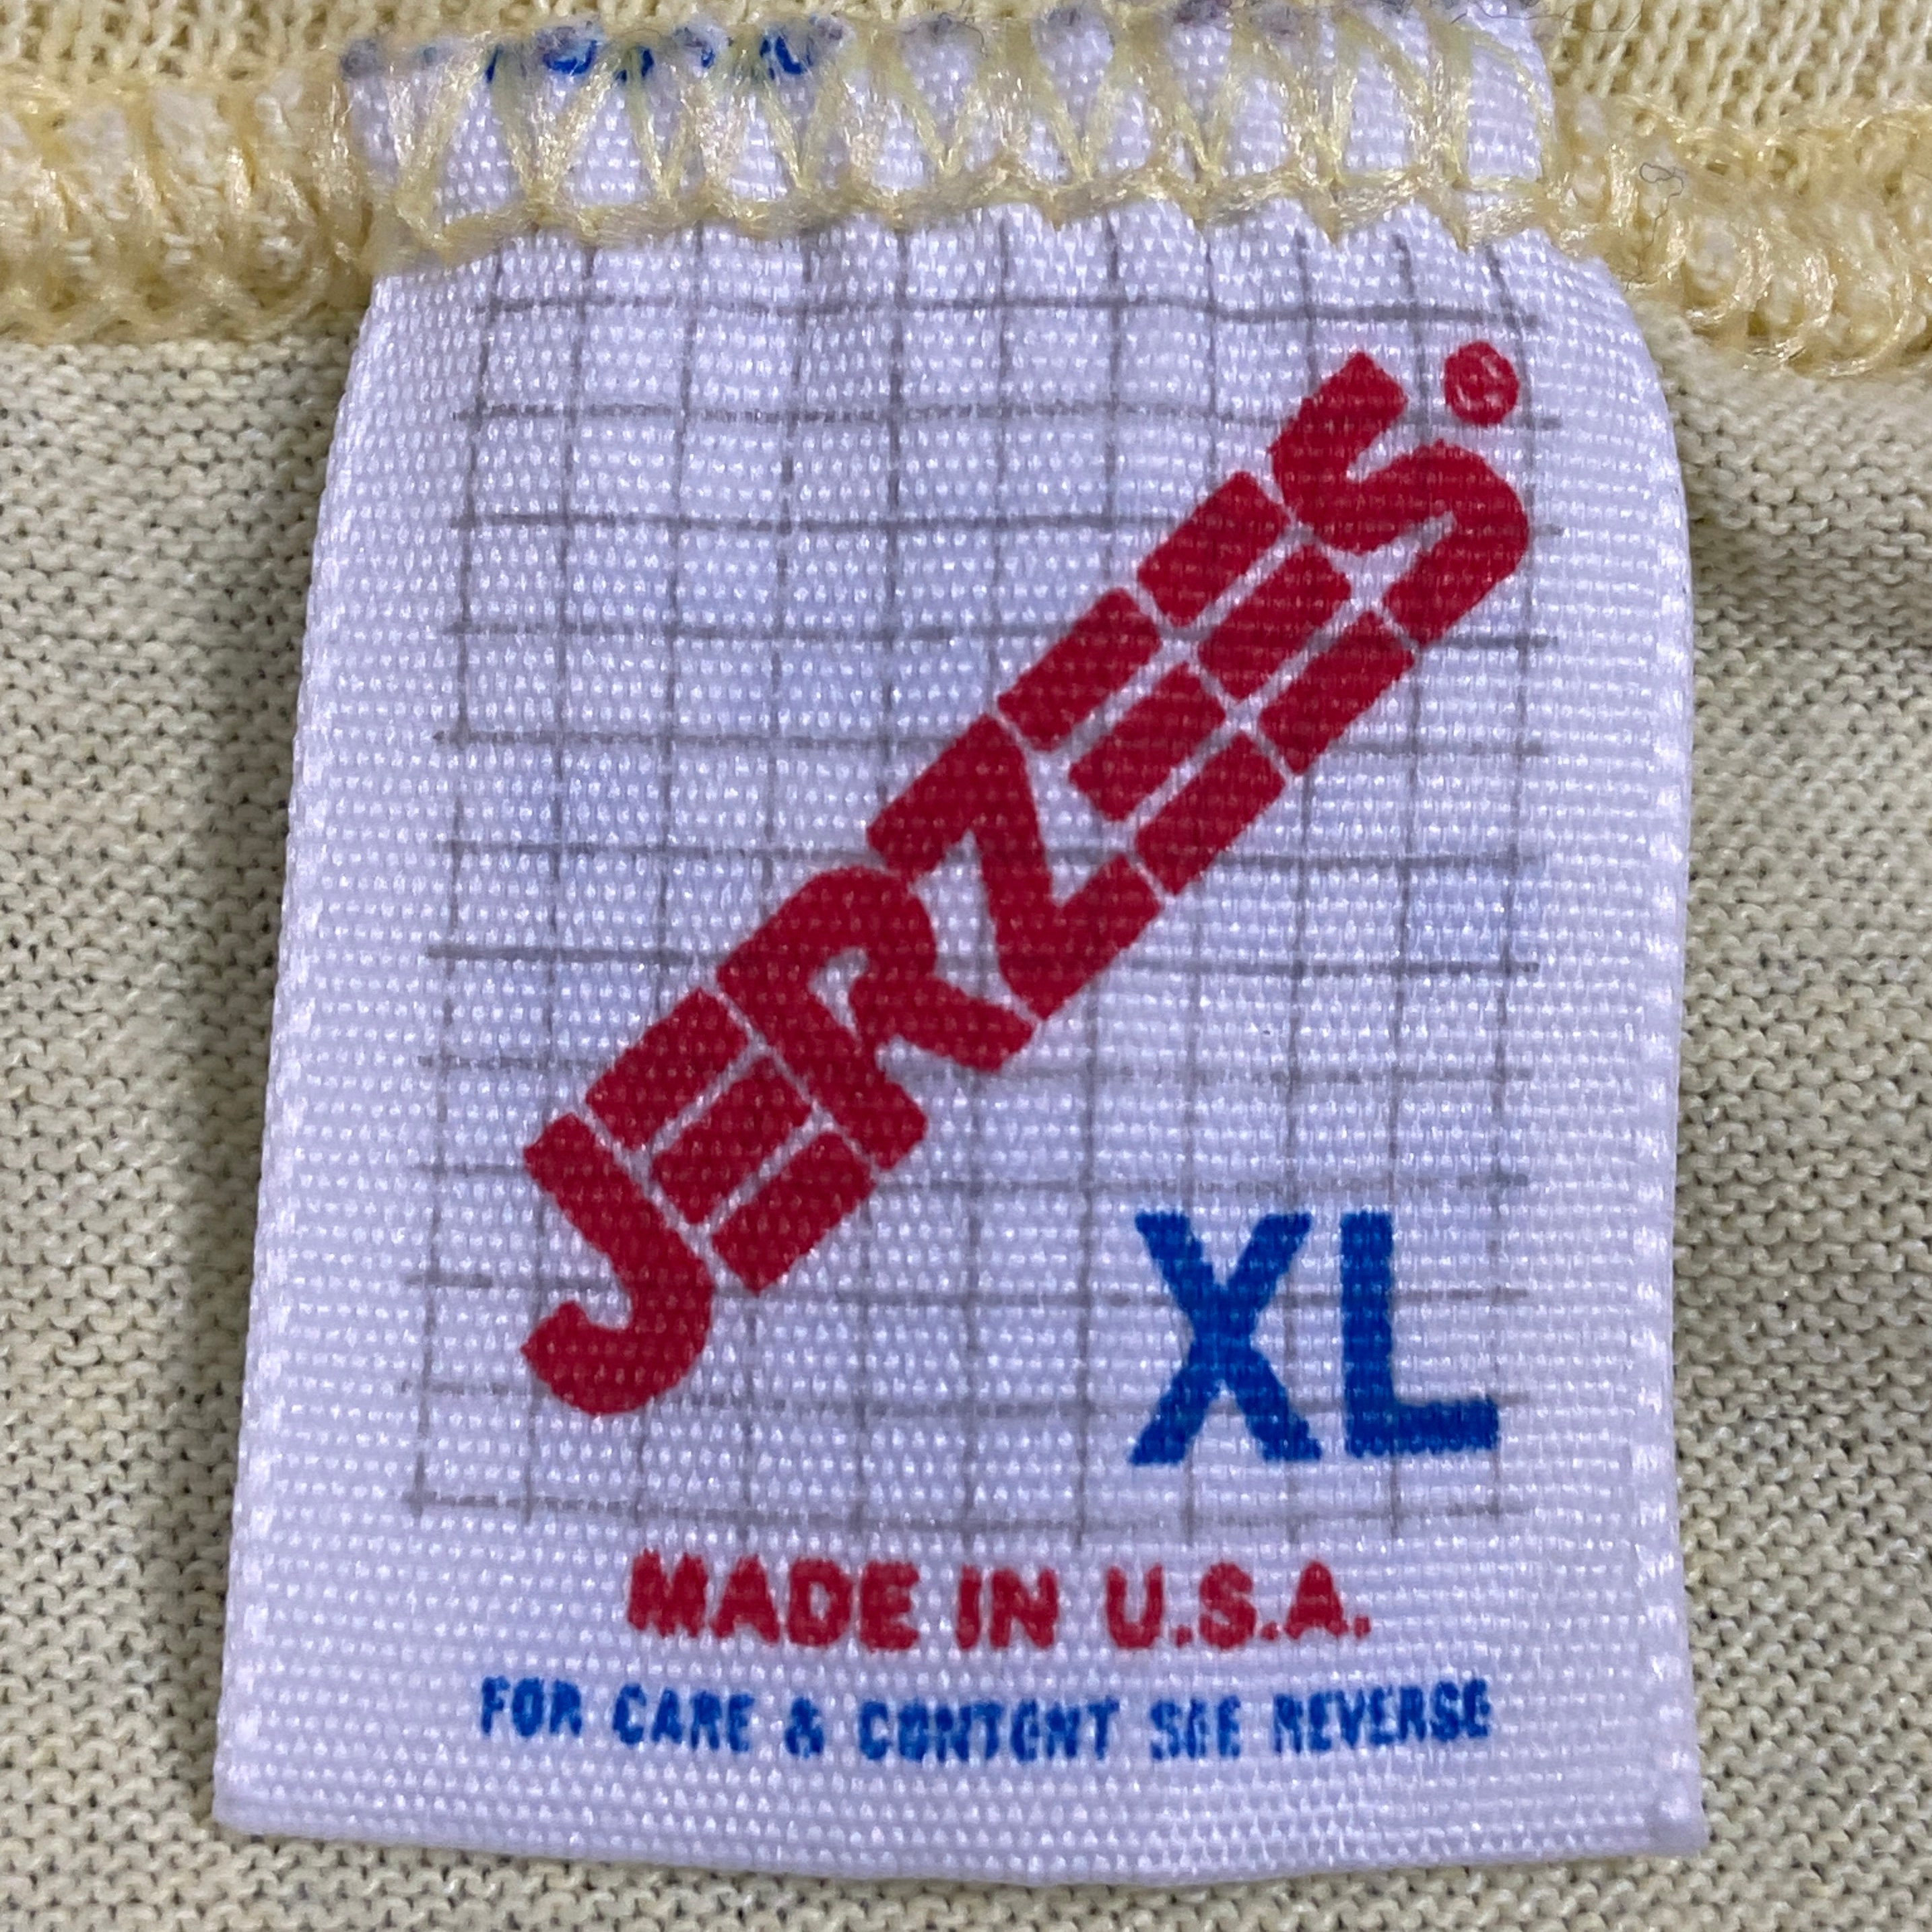 JERZEES®
XL
MADE IN U.S.A.
FOR CARE & CONTENT SEE REVERSE